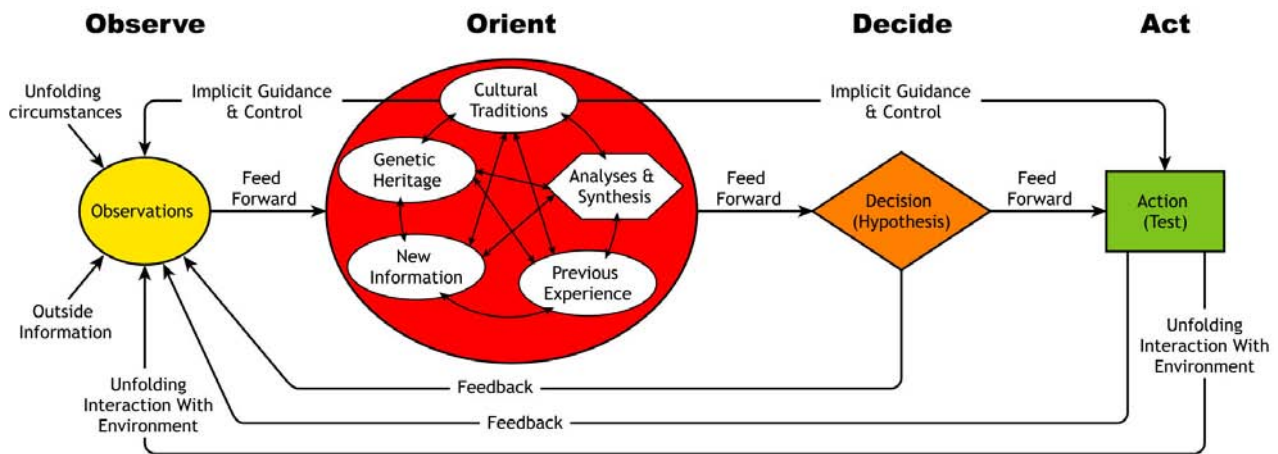 Observe
Orient
Decide
Act
Unfolding
circumstances
Implicit Guidance
& Control
Cultural
Traditions
Implicit Guidance
& Control
Genetic
Heritage
Analyses &
Synthesis
Observations
Feed
Forward
Feed
Forward
Decision
(Hypothesis)
Feed
Forward
Action
(Test)
New
Information
Previous
Experience
Outside
Information
Unfolding
Interaction With
Environment
Unfolding
Interaction With
Environment
Feedback
Feedback